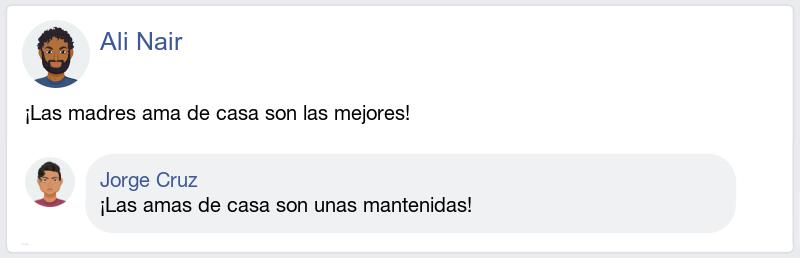 Ali Nair
¡Las madres ama de casa son las mejores!
Jorge Cruz
¡Las amas de casa son unas mantenidas!